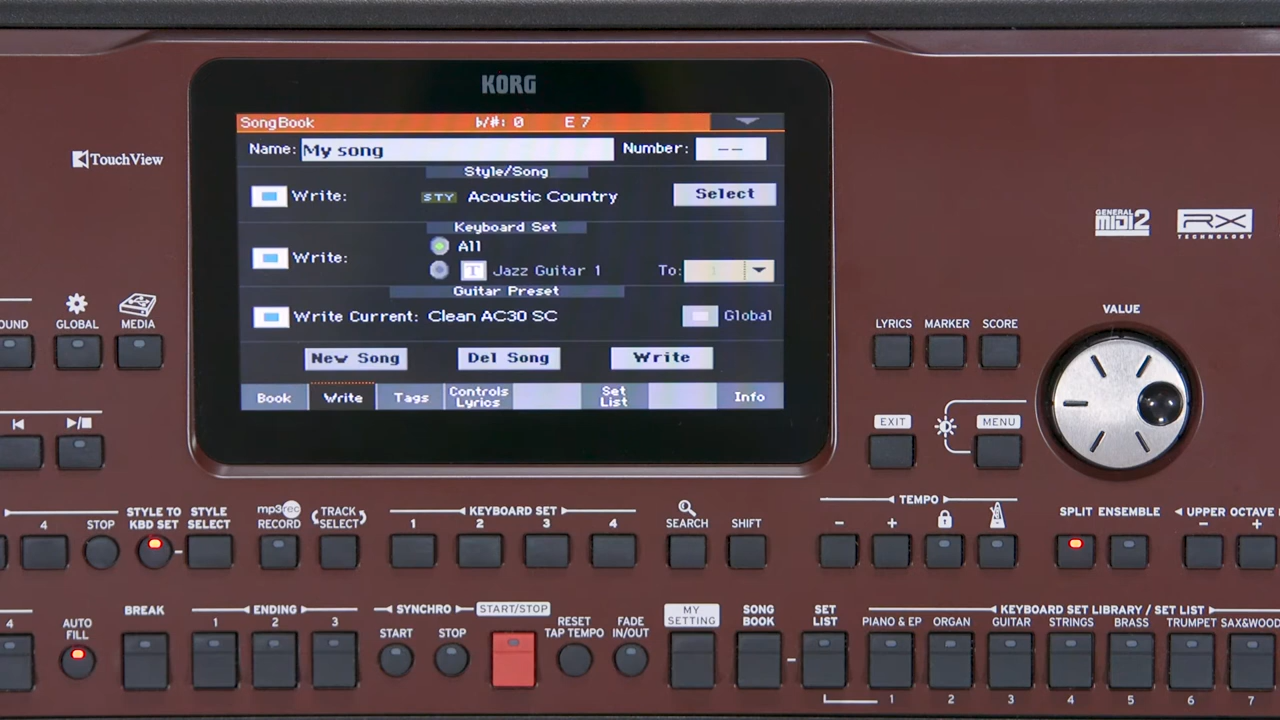 KORG
SongBook ♭/#: 0 E 7
Name: My song Number: --
Style/Song
Write: STY Acoustic Country Select
Keyboard Set
All
Write:
T Jazz Guitar 1 To: 1
Guitar Preset
Write Current: Clean AC30 SC Global
New Song Del Song Write
Book Write Tags Controls Lyrics Set List Info
TouchView
GENERAL MIDI2
RX
TECHNOLOGY
OUND GLOBAL MEDIA
VALUE
LYRICS MARKER SCORE
EXIT MENU
4 STOP
STYLE TO KBD SET
STYLE SELECT
mp3rec RECORD
TRACK SELECT
KEYBOARD SET
1 2 3 4
SEARCH SHIFT
TEMPO
- +
SPLIT ENSEMBLE
UPPER OCTAVE
- +
4
AUTO FILL
BREAK
ENDING
1 2 3
SYNCHRO
START STOP
START/STOP
RESET
TAP TEMPO
FADE
IN/OUT
MY
SETTING
SONG
BOOK
SET
LIST
KEYBOARD SET LIBRARY / SET LIST
PIANO & EP ORGAN GUITAR STRINGS BRASS TRUMPET SAX&WOOD
1 2 3 4 5 6 7